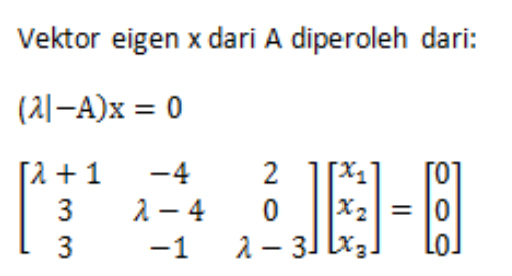 Vektor eigen x dari A diperoleh dari:
(λ|−A)x = 0
[λ + 1 −4 2] [x₁] = [0]
[3 λ − 4 0] [x₂] = [0]
[3 −1 λ − 3] [x₃] = [0]